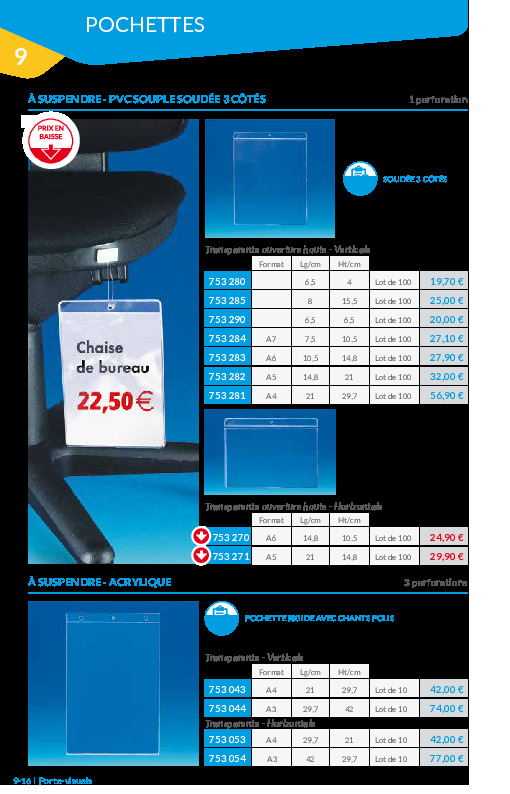 POCHETTES
9
À SUSPENDRE - PVC SOUPLE SOUDÉE 3 CÔTÉS 1 perforation
PRIX EN
BAISSE
SOUDÉE 3 CÔTÉS
Chaise
de bureau
22,50€
Transparente ouverture haute - Verticale
Format Lg/cm Ht/cm
753 280 6,5 4 Lot de 100 19,70 €
753 285 8 15,5 Lot de 100 25,00 €
753 290 6,5 6,5 Lot de 100 20,00 €
753 284 A7 7,5 10,5 Lot de 100 27,10 €
753 283 A6 10,5 14,8 Lot de 100 27,90 €
753 282 A5 14,8 21 Lot de 100 32,00 €
753 281 A4 21 29,7 Lot de 100 56,90 €
Transparente ouverture haute - Horizontale
Format Lg/cm Ht/cm
753 270 A6 14,8 10,5 Lot de 100 24,90 €
753 271 A5 21 14,8 Lot de 100 29,90 €
À SUSPENDRE - ACRYLIQUE 3 perforations
POCHETTE RIGIDE AVEC CHANTS POLIS
Transparente - Verticale
Format Lg/cm Ht/cm
753 043 A4 21 29,7 Lot de 10 42,00 €
753 044 A3 29,7 42 Lot de 10 74,00 €
Transparente - Horizontale
753 053 A4 29,7 21 Lot de 10 42,00 €
753 054 A3 42 29,7 Lot de 10 77,00 €
9-16 | Porte-visuels